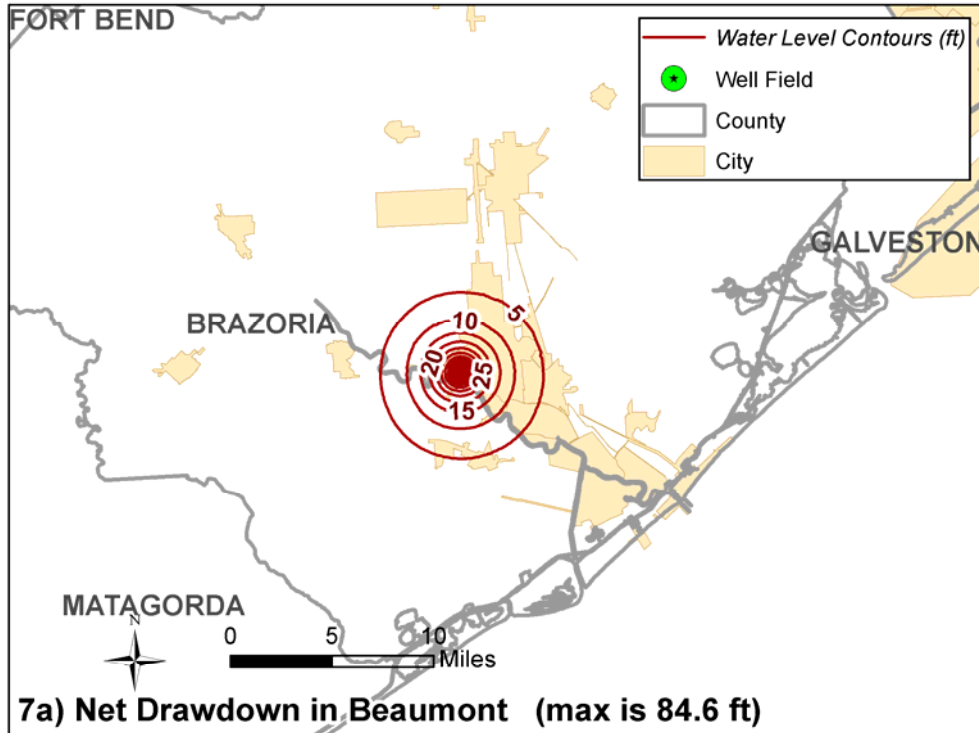 FORT BEND
Water Level Contours (ft)
Well Field
County
City
GALVESTON
BRAZORIA
5
10
20
25
15
MATAGORDA
N
0 5 10
Miles
7a) Net Drawdown in Beaumont (max is 84.6 ft)